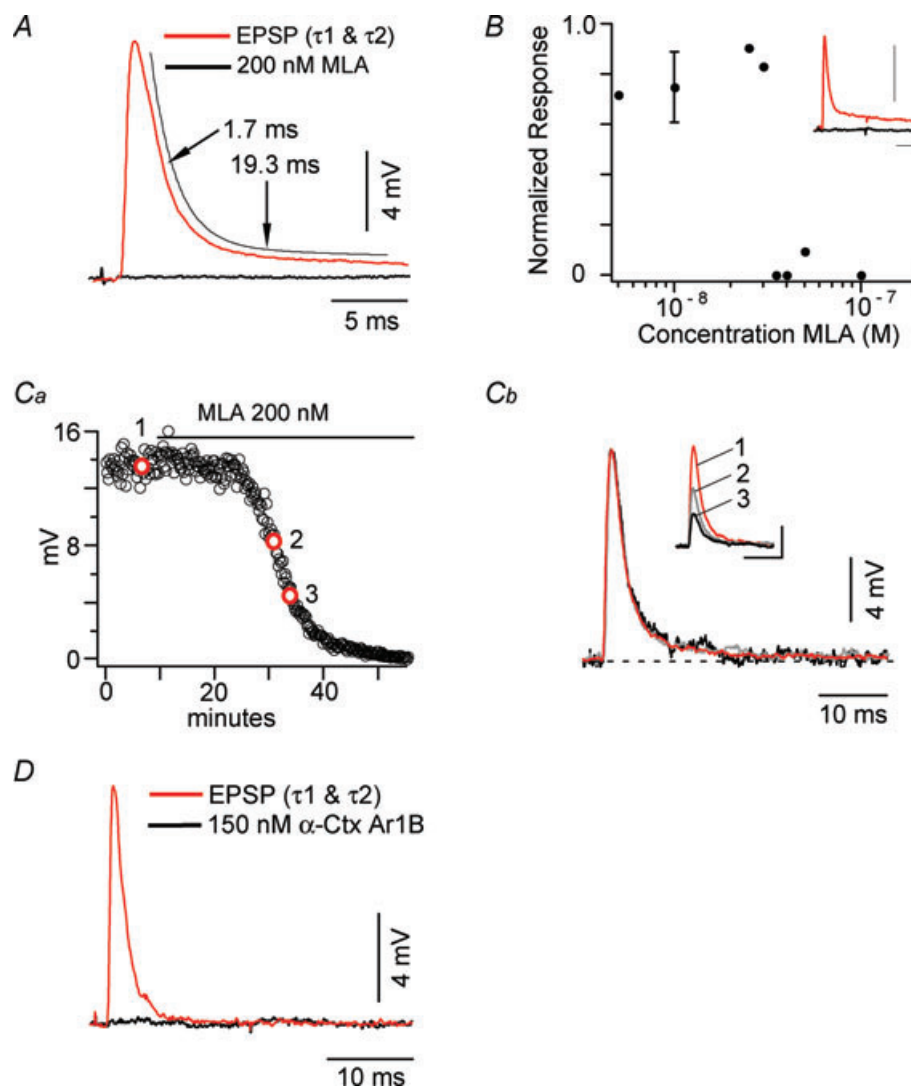 A
EPSP (τ1 & τ2)
200 nM MLA
1.7 ms
19.3 ms
4 mV
5 ms
B
Normalized Response
1.0
0
10⁻⁸
10⁻⁷
Concentration MLA (M)
Ca
MLA 200 nM
16
8
0
mV
1
2
3
0
20
40
minutes
Cb
1
2
3
4 mV
10 ms
D
EPSP (τ1 & τ2)
150 nM α-Ctx Ar1B
4 mV
10 ms